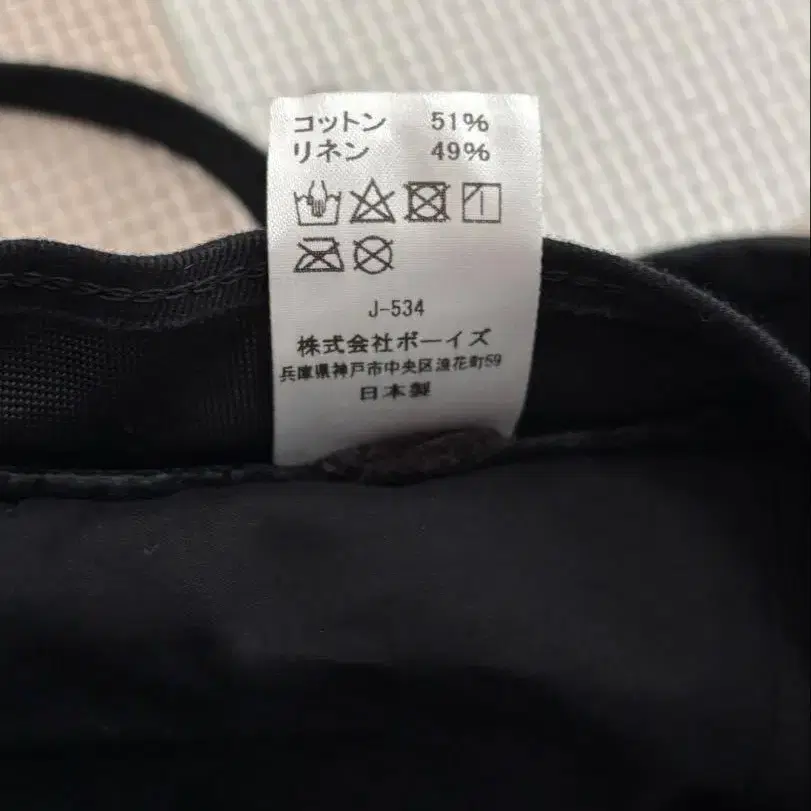 コットン 51%
リネン 49%
J-534
株式会社ボーイズ
兵庫県神戸市中央区浪花町59
日本製